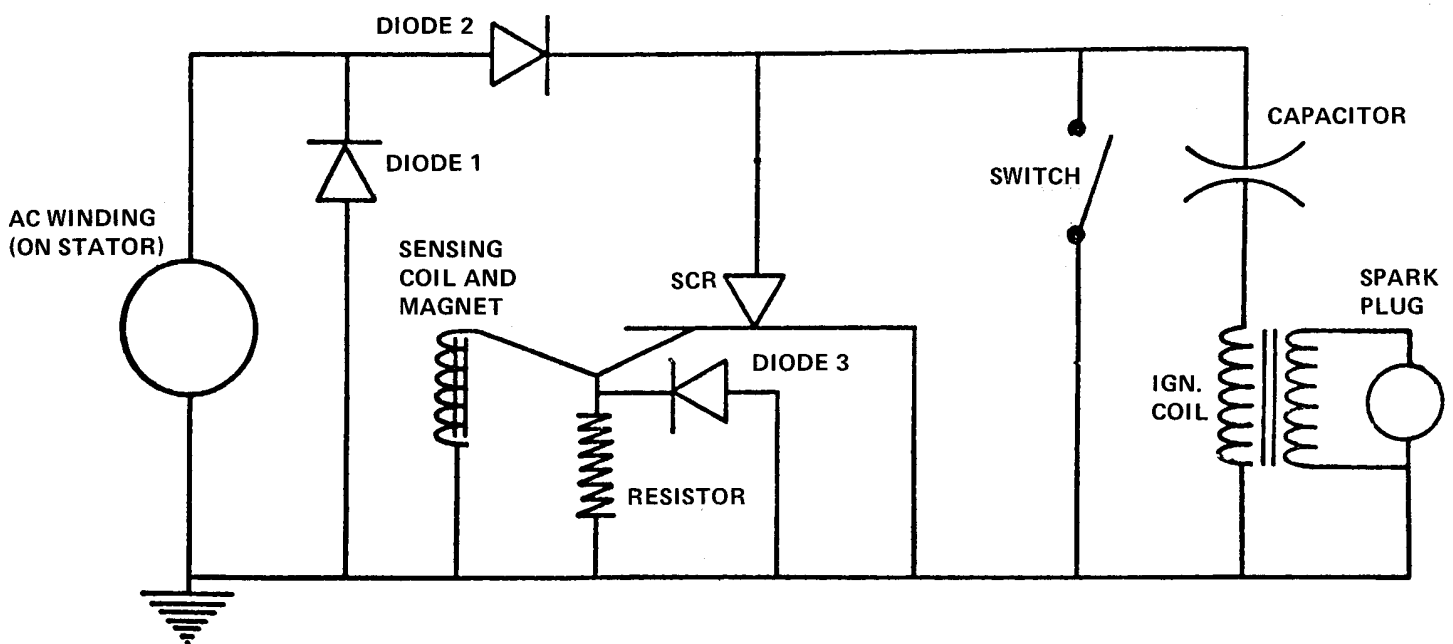 DIODE 2
CAPACITOR
DIODE 1
SWITCH
AC WINDING
(ON STATOR)
SENSING
COIL AND
MAGNET
SCR
SPARK
PLUG
DIODE 3
IGN.
COIL
RESISTOR